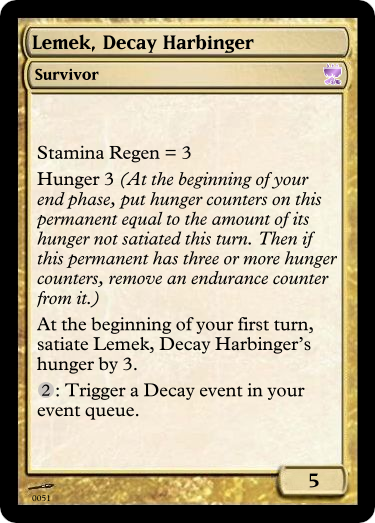 Lemek, Decay Harbinger
Survivor
Stamina Regen = 3
Hunger 3 (At the beginning of your
end phase, put hunger counters on this
permanent equal to the amount of its
hunger not satiated this turn. Then if
this permanent has three or more hunger
counters, remove an endurance counter
from it.)
At the beginning of your first turn,
satiate Lemek, Decay Harbinger's
hunger by 3.
2: Trigger a Decay event in your
event queue.
5
0051